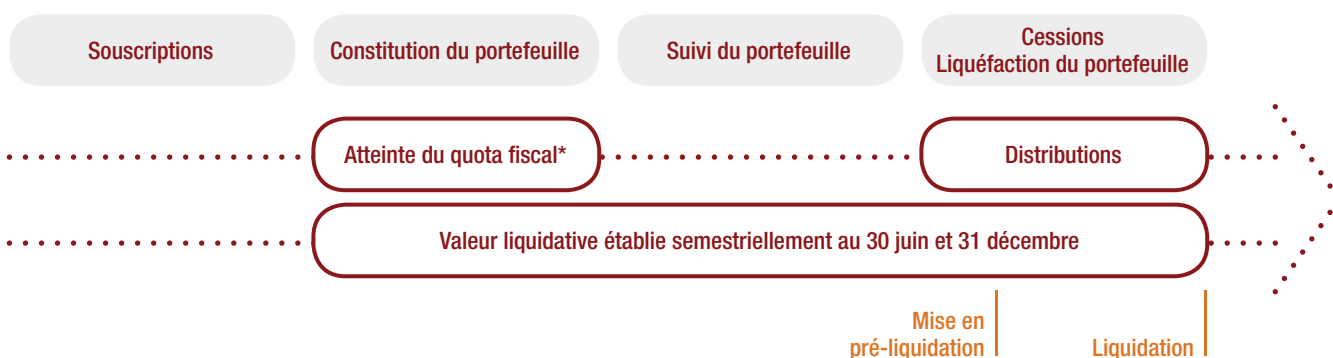 Souscriptions
Constitution du portefeuille
Suivi du portefeuille
Cessions
Liquéfaction du portefeuille
Atteinte du quota fiscal*
Distributions
Valeur liquidative établie semestriellement au 30 juin et 31 décembre
Mise en
pré-liquidation
Liquidation